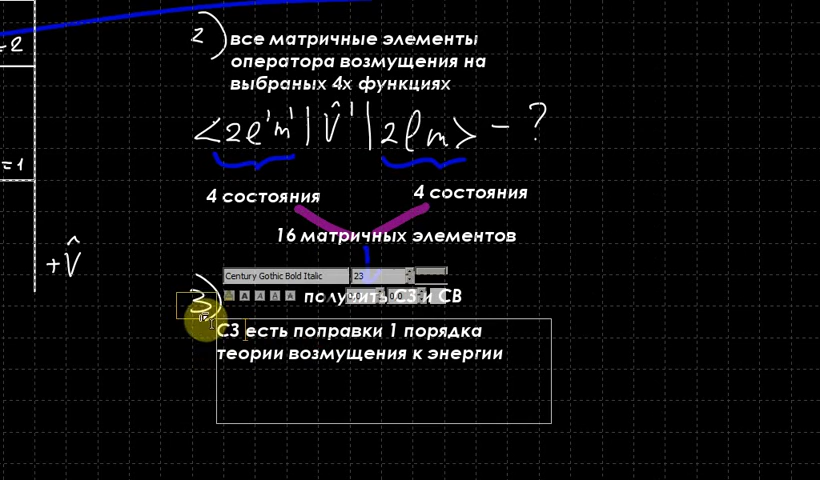 =2
2)
все матричные элементы
оператора возмущения на
выбраных 4х функциях
<2ℓ'm'|V̂'|2ℓm> - ?
4 состояния
4 состояния
16 матричных элементов
=1
+V̂
Century Gothic Bold Italic 23
3)
получить СЗ и СВ
СЗ есть поправки 1 порядка
теории возмущения к энергии